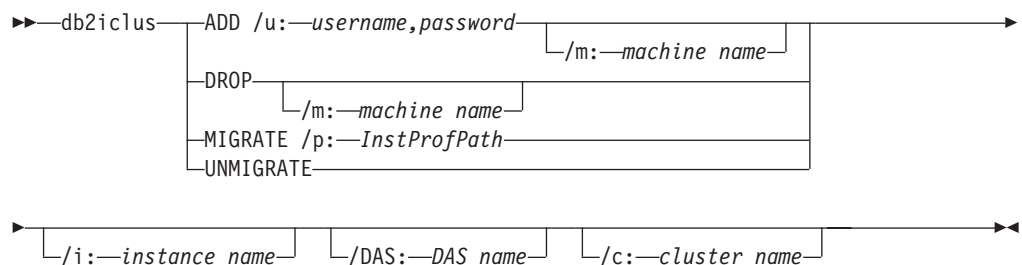 db2iclus ADD /u: username,password
/m: machine name
DROP
/m: machine name
MIGRATE /p: InstProfPath
UNMIGRATE
/i: instance name /DAS: DAS name /c: cluster name